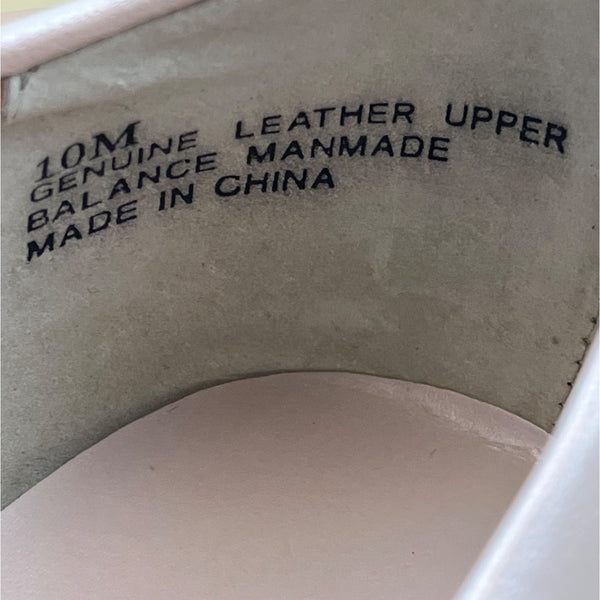 10M
GENUINE LEATHER UPPER
BALANCE MANMADE
MADE IN CHINA